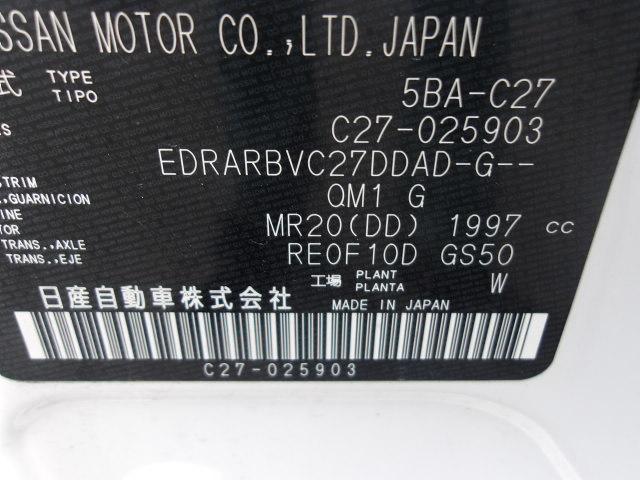 ISSAN MOTOR CO.,LTD.JAPAN
式 TYPE TIPO 5BA-C27
C27-025903
EDRARBVC27DDAD-G--
TRIM
GUARNICION QM1 G
MR20(DD) 1997 cc
TRANS.,AXLE
TRANS.,EJE RE0F10D GS50
工場 PLANT PLANTA W
日産自動車株式会社 MADE IN JAPAN
C27-025903